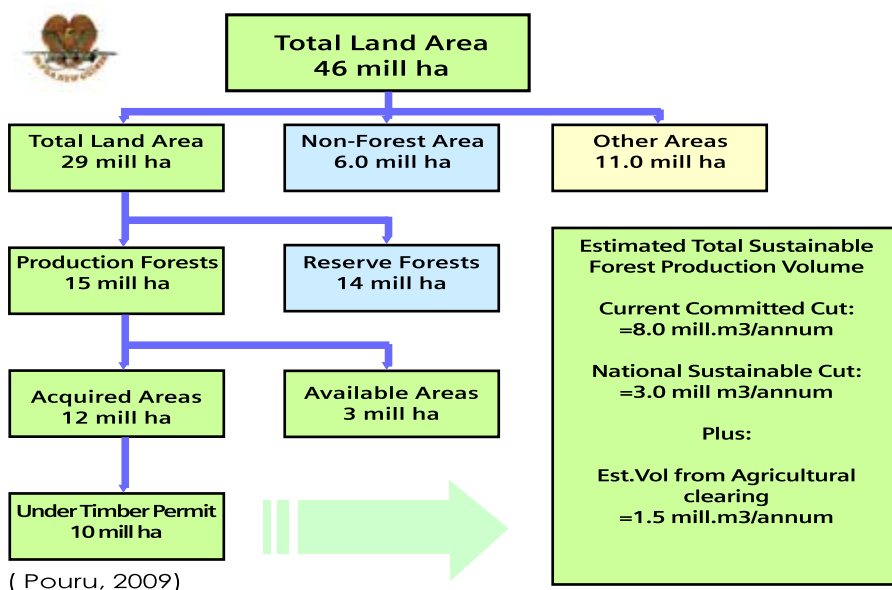 Total Land Area
46 mill ha
Total Land Area
29 mill ha
Non-Forest Area
6.0 mill ha
Other Areas
11.0 mill ha
Production Forests
15 mill ha
Reserve Forests
14 mill ha
Acquired Areas
12 mill ha
Available Areas
3 mill ha
Under Timber Permit
10 mill ha
( Pouru, 2009)
Estimated Total Sustainable
Forest Production Volume
Current Committed Cut:
=8.0 mill.m3/annum
National Sustainable Cut:
=3.0 mill m3/annum
Plus:
Est.Vol from Agricultural
clearing
=1.5 mill.m3/annum